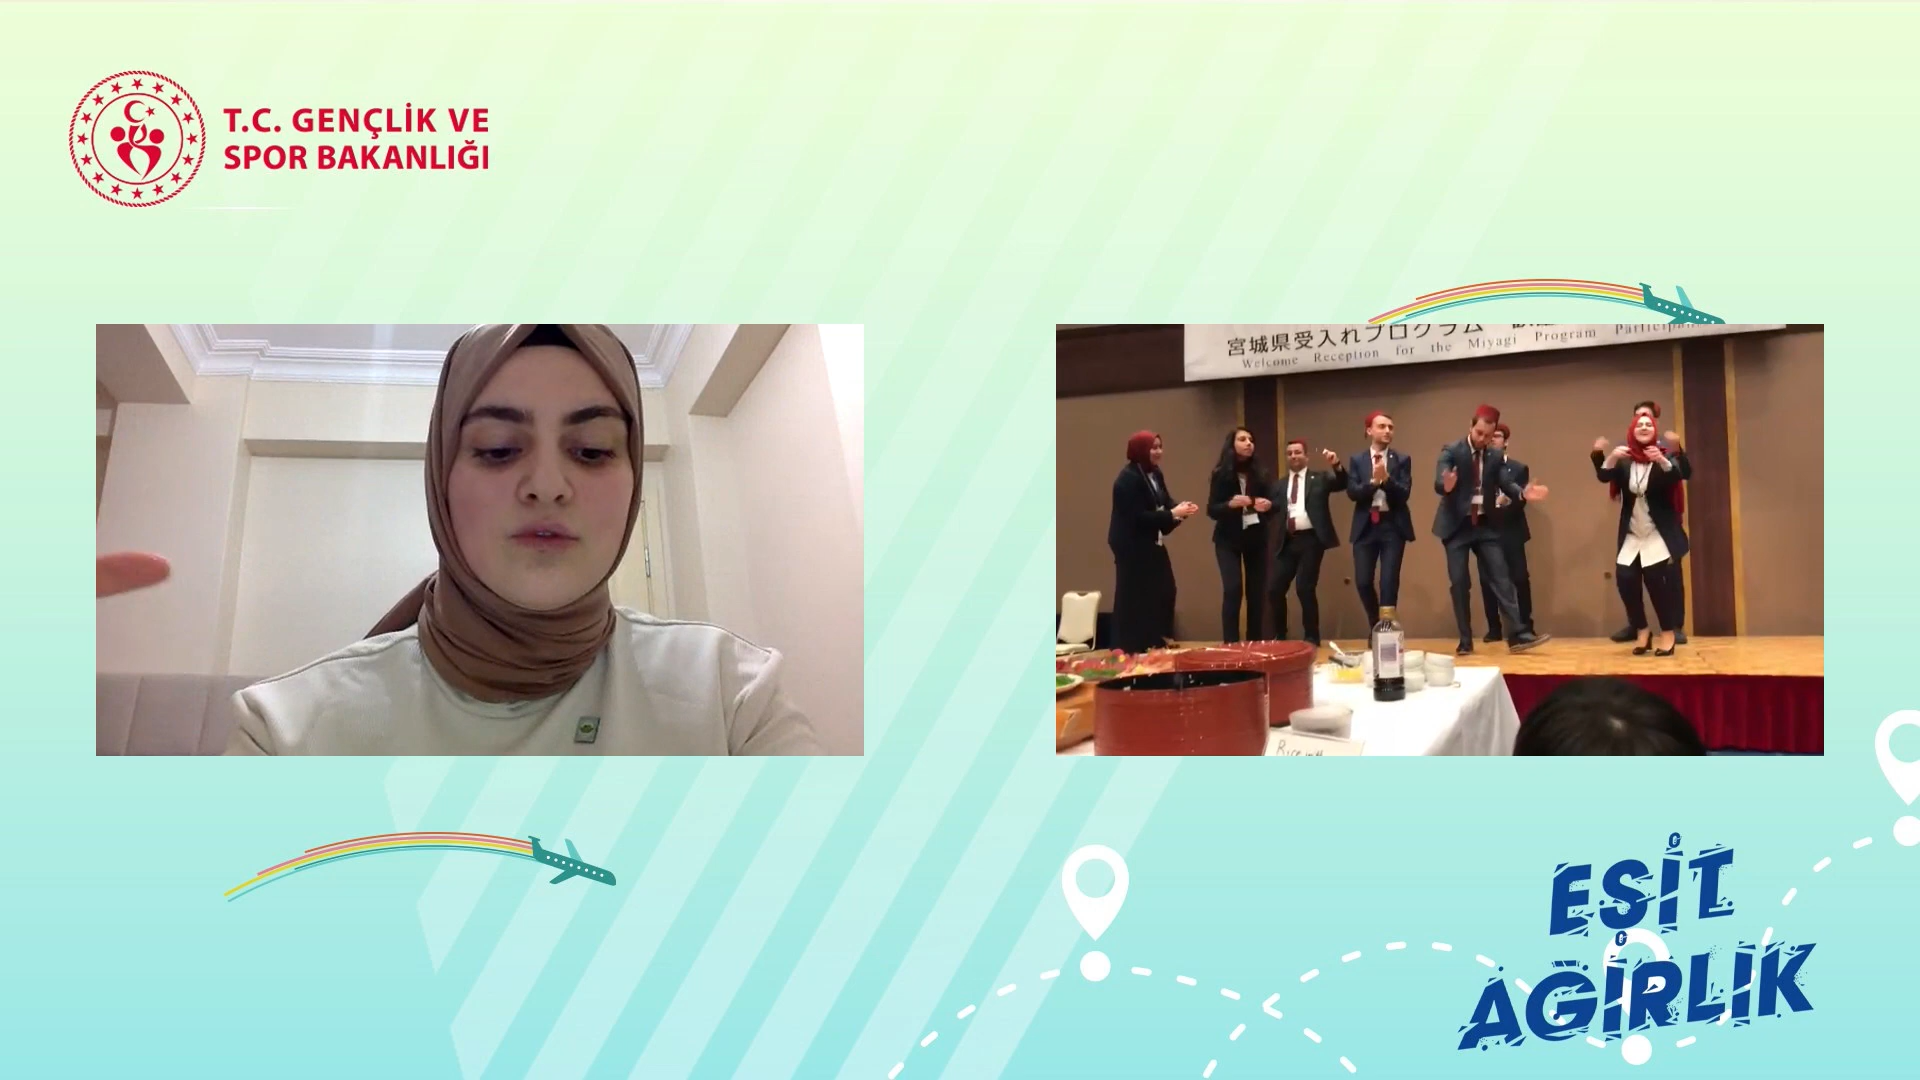 T.C. GENÇLİK VE
SPOR BAKANLIĞI
宮城県受入れプログラム
Welcome Reception for the Miyagi Program
EŞİT
AĞIRLIK